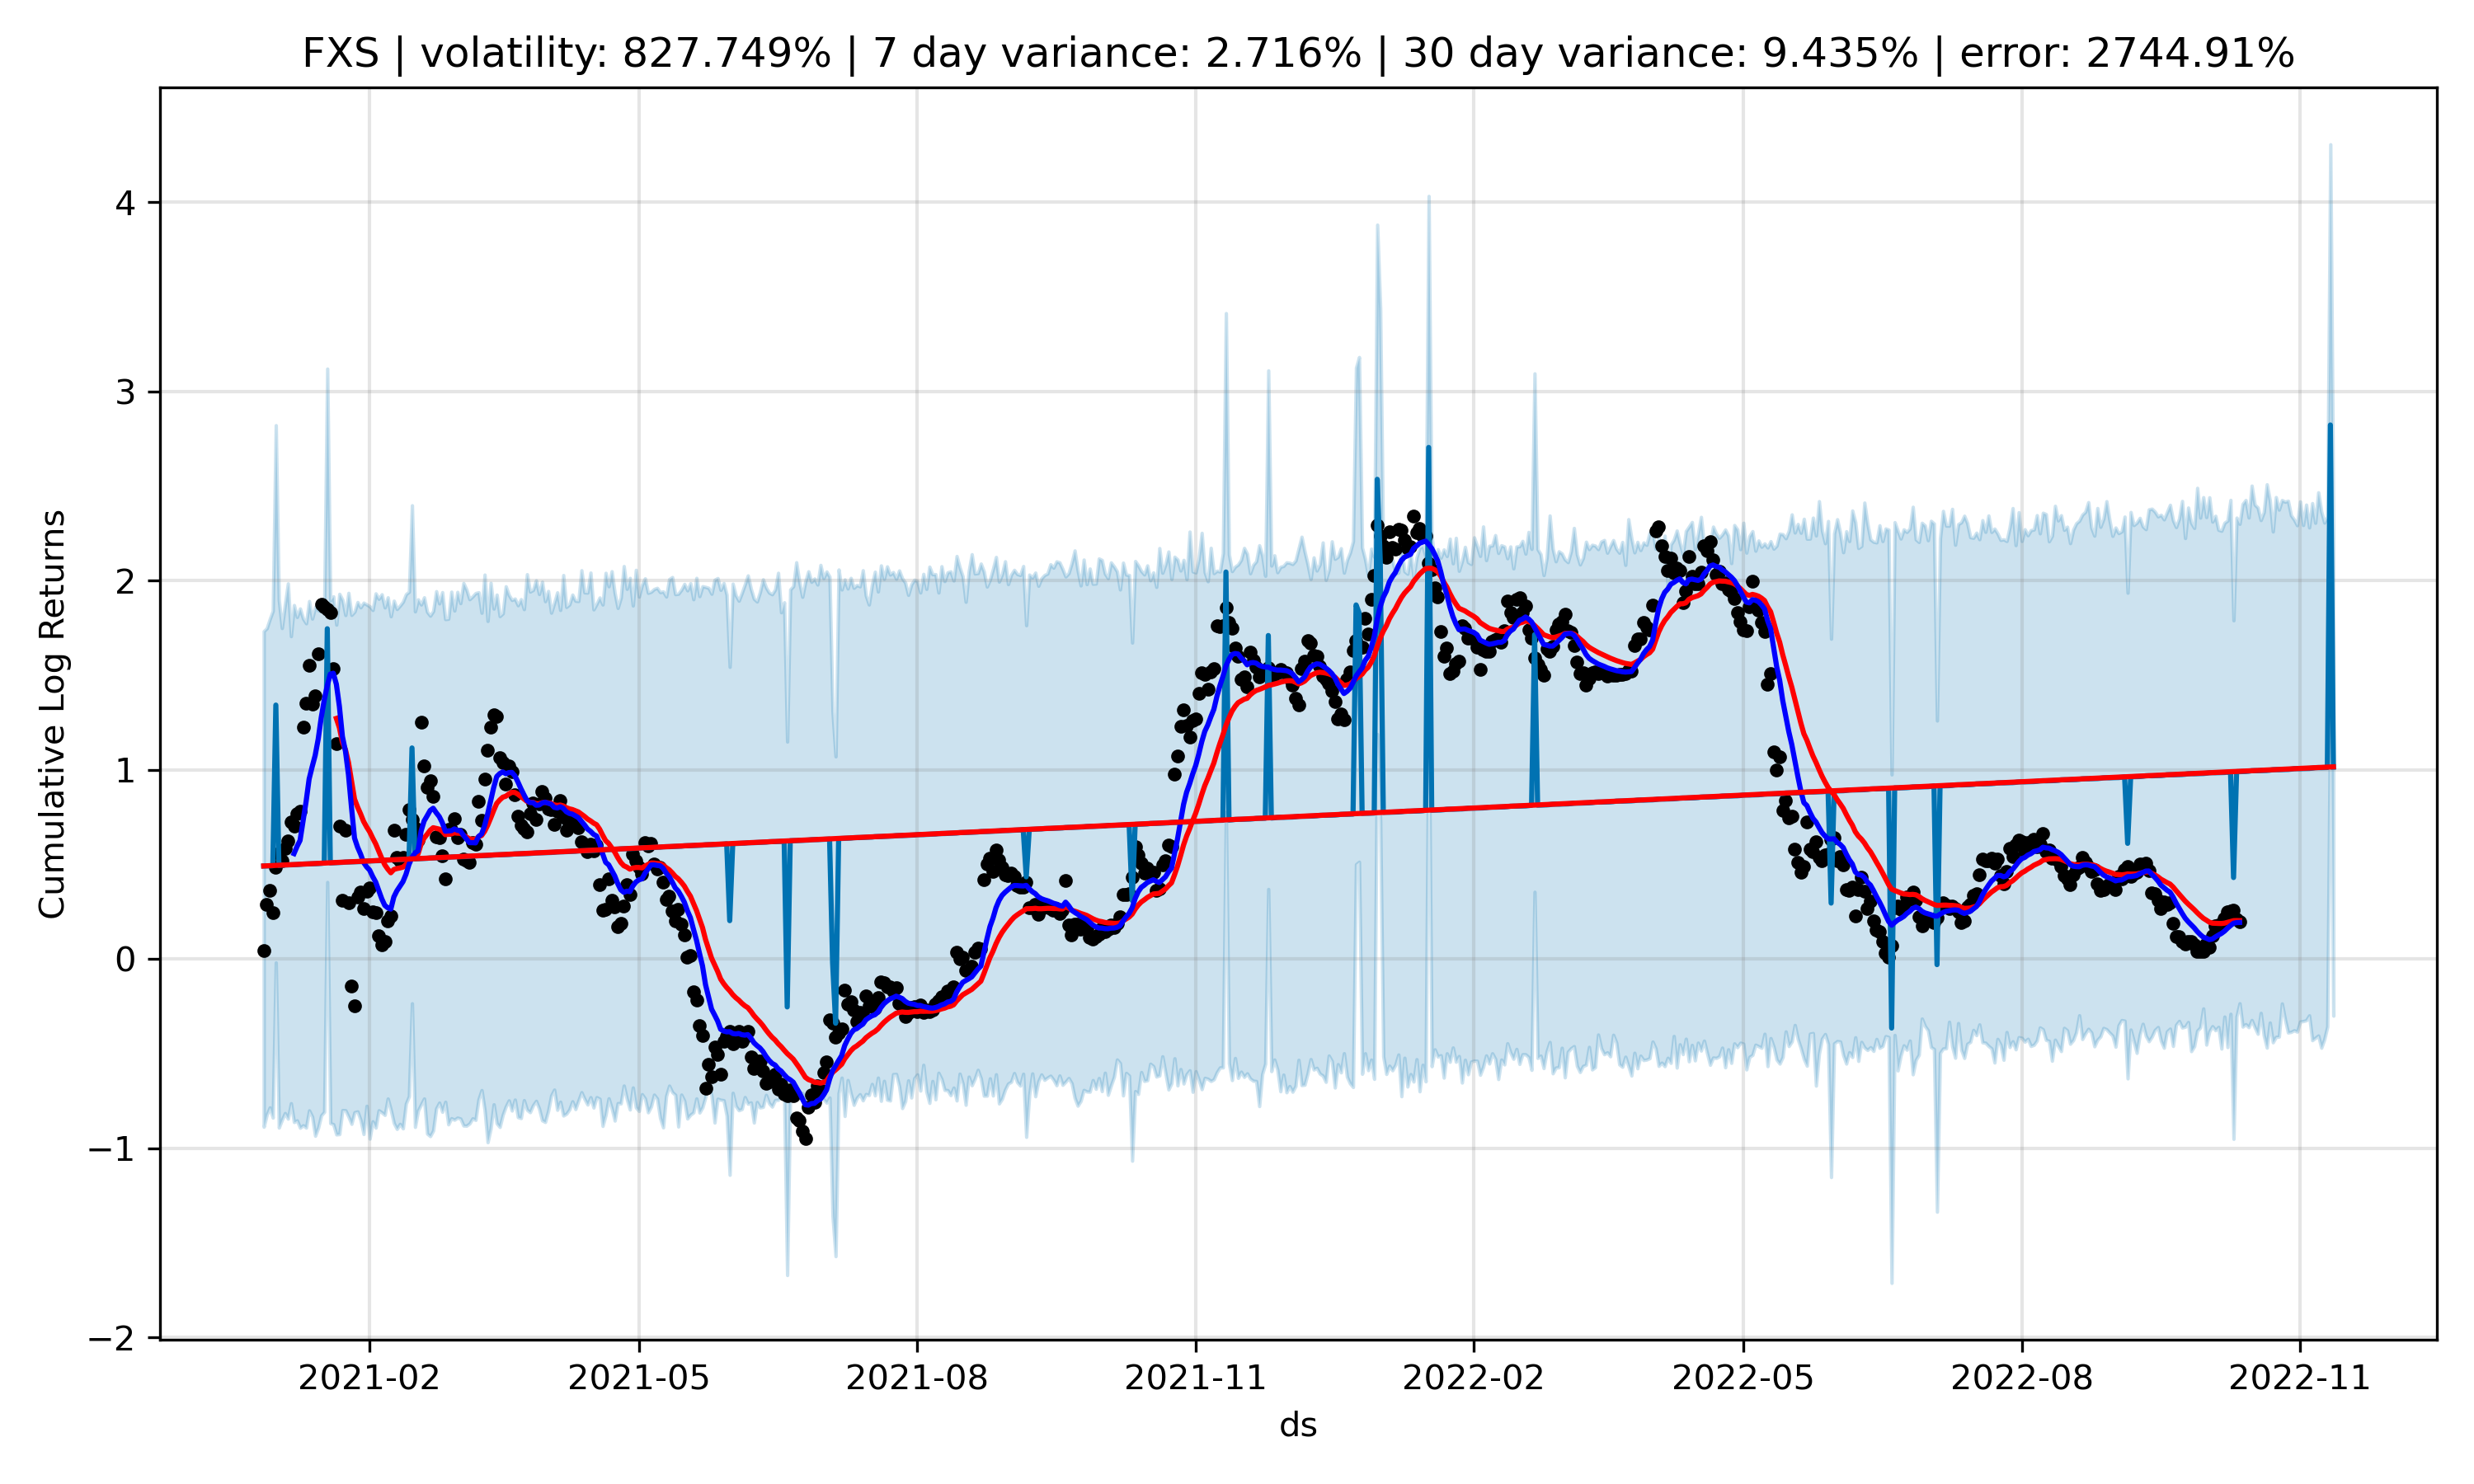 FXS | volatility: 827.749% | 7 day variance: 2.716% | 30 day variance: 9.435% | error: 2744.91%
Cumulative Log Returns
4
3
2
1
0
−1
−2
2021-02 2021-05 2021-08 2021-11 2022-02 2022-05 2022-08 2022-11
ds